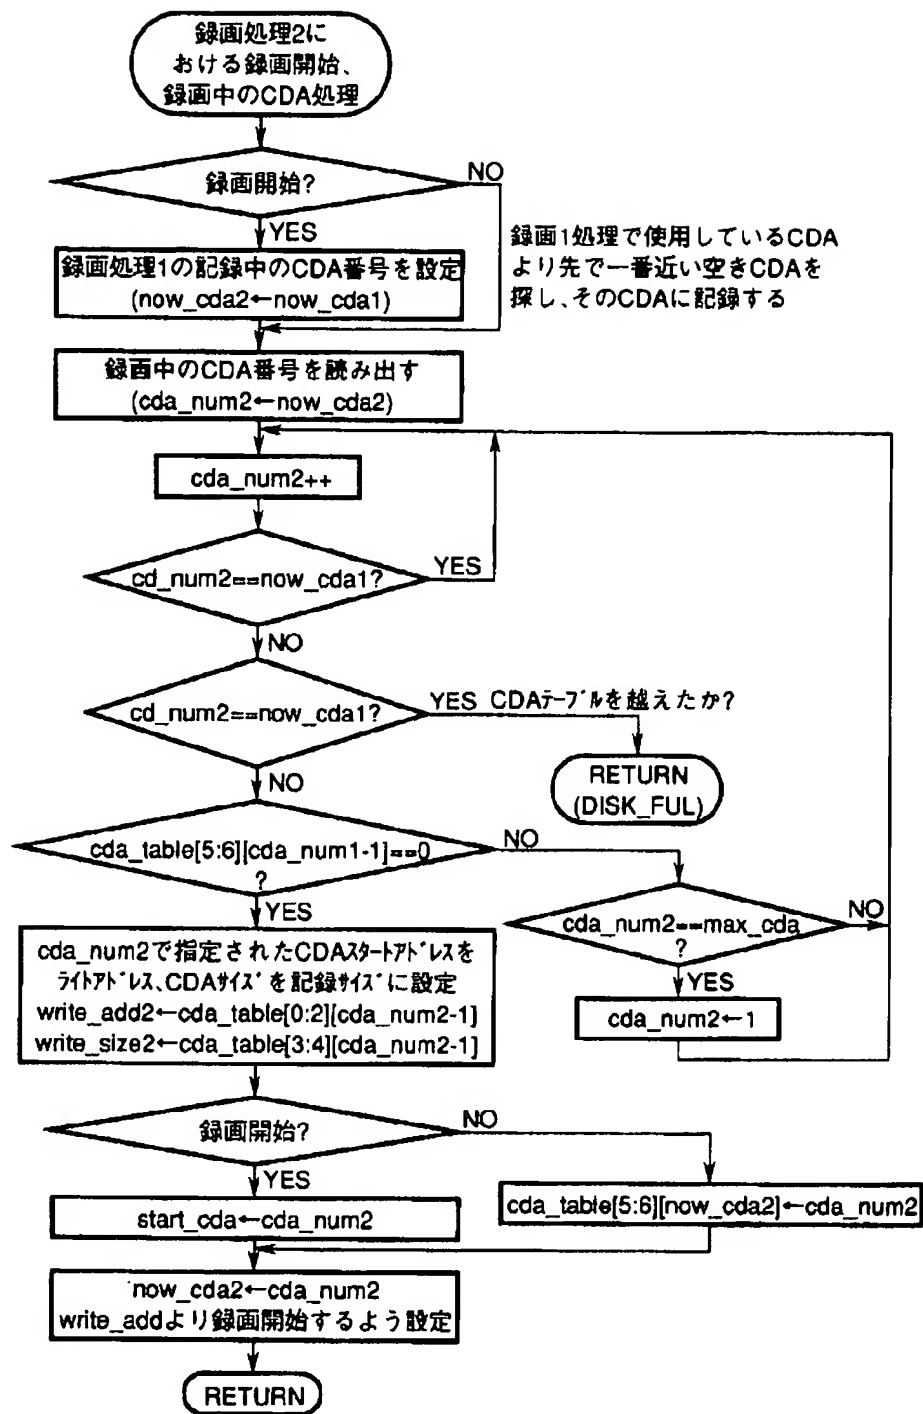 録画処理2に
おける録画開始、
録画中のCDA処理
録画開始?
NO
YES
録画1処理で使用しているCDA
より先で一番近い空きCDAを
探し、そのCDAに記録する
録画処理1の記録中のCDA番号を設定
(now_cda2←now_cda1)
録画中のCDA番号を読み出す
(cda_num2←now_cda2)
cda_num2++
cd_num2==now_cda1?
YES
NO
cd_num2==now_cda1?
YES CDAテーブルを越えたか?
RETURN
(DISK_FUL)
NO
cda_table[5:6][cda_num1-1]==0
?
NO
YES
cda_num2==max_cda
?
NO
YES
cda_num2←1
cda_num2で指定されたCDAスタートアドレスを
ライトアドレス、CDAサイズを記録サイズに設定
write_add2←cda_table[0:2][cda_num2-1]
write_size2←cda_table[3:4][cda_num2-1]
録画開始?
NO
YES
start_cda←cda_num2
cda_table[5:6][now_cda2]←cda_num2
now_cda2←cda_num2
write_addより録画開始するよう設定
RETURN